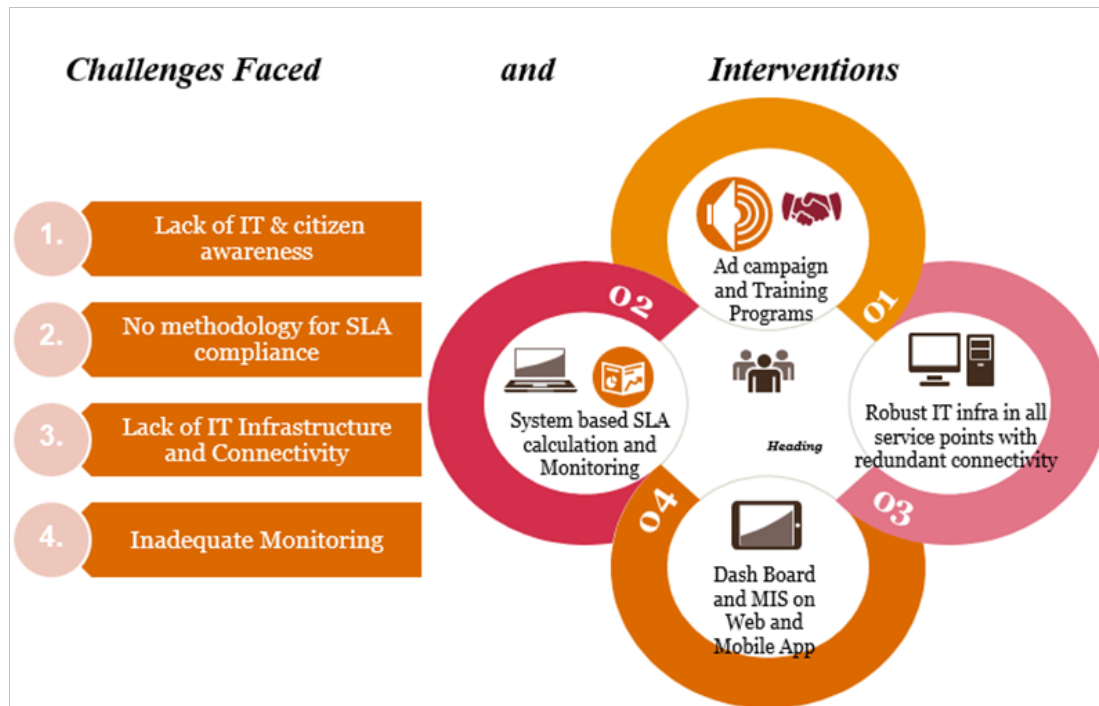 Challenges Faced and Interventions
1.
Lack of IT & citizen
awareness
2.
No methodology for SLA
compliance
3.
Lack of IT Infrastructure
and Connectivity
4.
Inadequate Monitoring
01
Ad campaign
and Training
Programs
02
System based SLA
calculation and
Monitoring
Heading
03
Robust IT infra in all
service points with
redundant connectivity
04
Dash Board
and MIS on
Web and
Mobile App